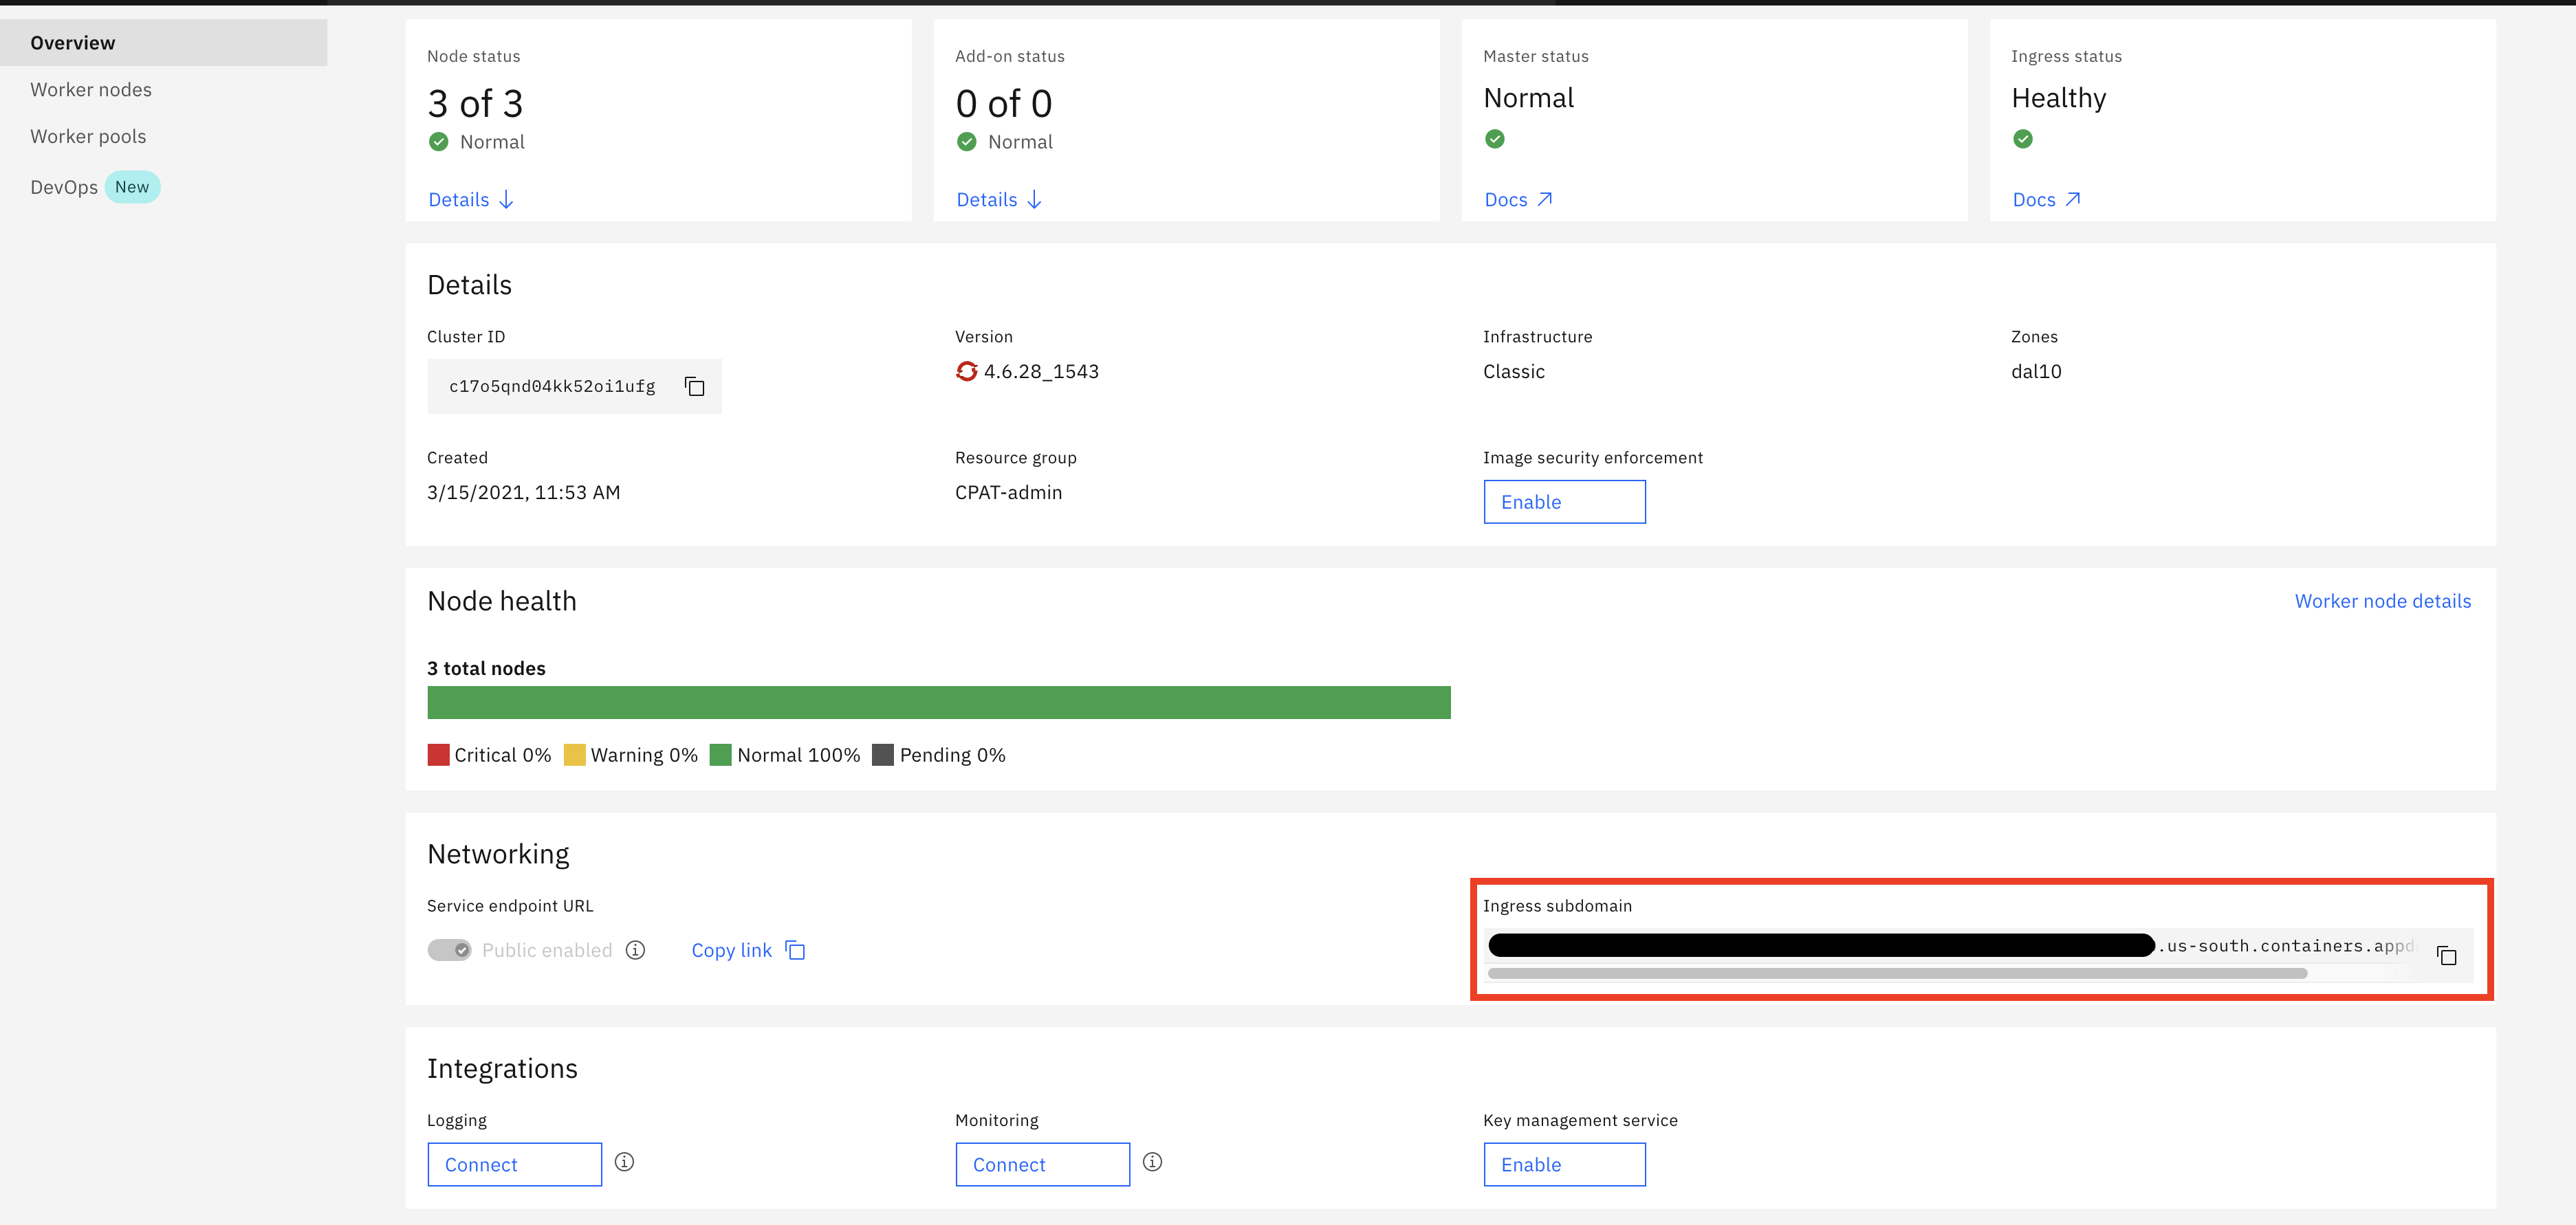 Overview
Worker nodes
Worker pools
DevOps New
Node status
3 of 3
Normal
Details
Add-on status
0 of 0
Normal
Details
Master status
Normal
Docs
Ingress status
Healthy
Docs
Details
Cluster ID
c17o5qnd04kk52oi1ufg
Version
4.6.28_1543
Infrastructure
Classic
Zones
dal10
Created
3/15/2021, 11:53 AM
Resource group
CPAT-admin
Image security enforcement
Enable
Node health
Worker node details
3 total nodes
Critical 0% Warning 0% Normal 100% Pending 0%
Networking
Service endpoint URL
Public enabled
Copy link
Ingress subdomain
.us-south.containers.appd
Integrations
Logging
Connect
Monitoring
Connect
Key management service
Enable